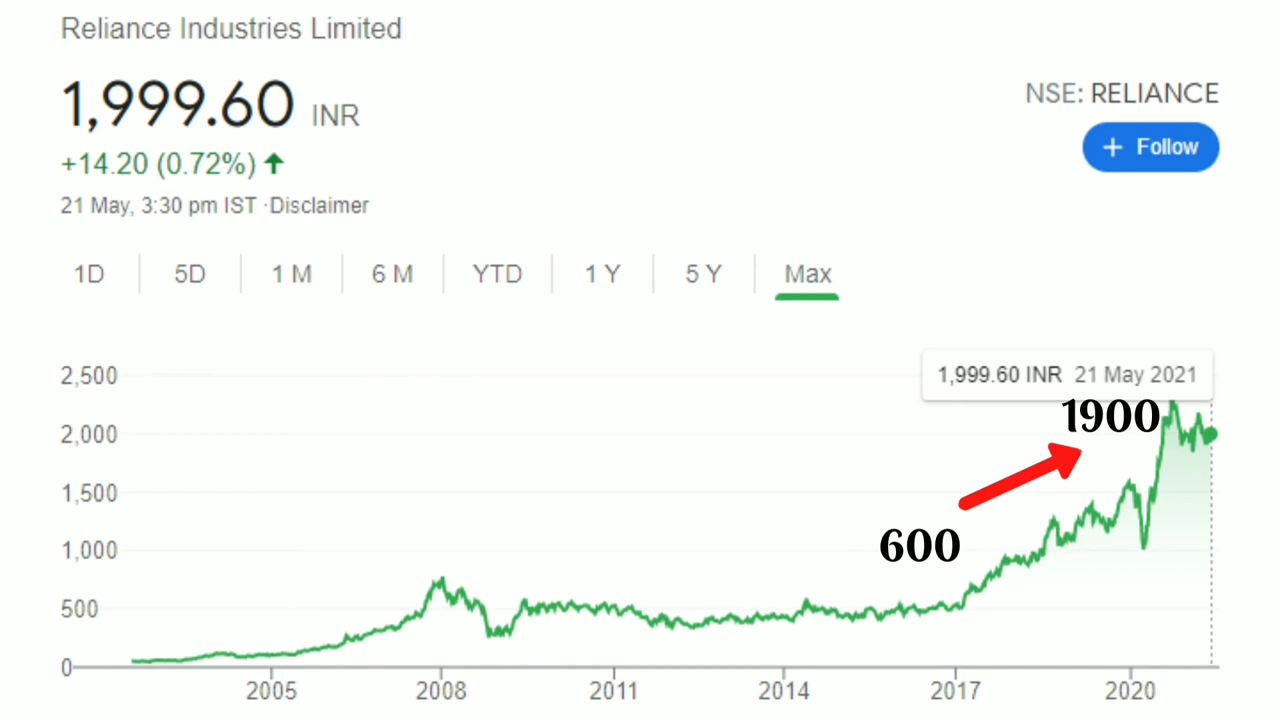 Reliance Industries Limited
1,999.60 INR
NSE: RELIANCE
+ Follow
+14.20 (0.72%) ↑
21 May, 3:30 pm IST ·Disclaimer
1D 5D 1 M 6 M YTD 1 Y 5 Y Max
1,999.60 INR 21 May 2021
2,500
1900
2,000
1,500
600
1,000
500
0
2005 2008 2011 2014 2017 2020